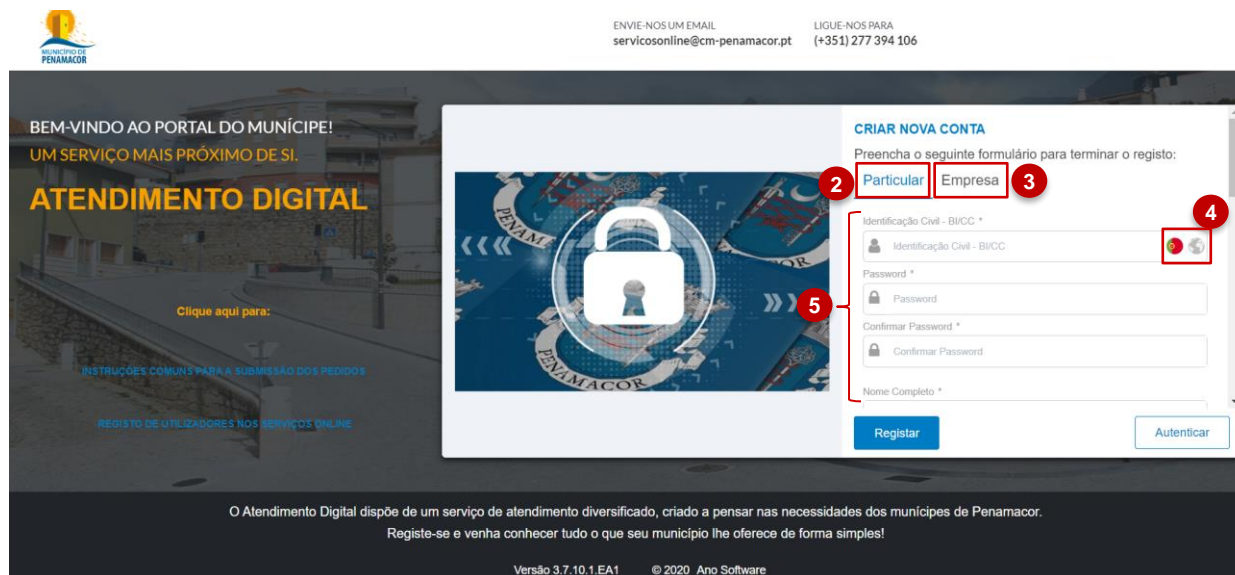 MUNICÍPIO DE
PENAMACOR
ENVIE-NOS UM EMAIL
servicosonline@cm-penamacor.pt
LIGUE-NOS PARA
(+351) 277 394 106
BEM-VINDO AO PORTAL DO MUNÍCIPE!
UM SERVIÇO MAIS PRÓXIMO DE SI.
ATENDIMENTO DIGITAL
Clique aqui para:
INSTRUÇÕES COMUNS PARA A SUBMISSÃO DOS PEDIDOS
REGISTO DE UTILIZADORES NOS SERVIÇOS ONLINE
PENAM
OR
PENAMACOR
CRIAR NOVA CONTA
Preencha o seguinte formulário para terminar o registo:
2 Particular Empresa 3
4
Identificação Civil - BI/CC *
Identificação Civil - BI/CC
Password *
5 Password
Confirmar Password *
Confirmar Password
Nome Completo *
Registar
Autenticar
O Atendimento Digital dispõe de um serviço de atendimento diversificado, criado a pensar nas necessidades dos munícipes de Penamacor.
Registe-se e venha conhecer tudo o que seu município lhe oferece de forma simples!
Versão 3.7.10.1.EA1 © 2020 Ano Software